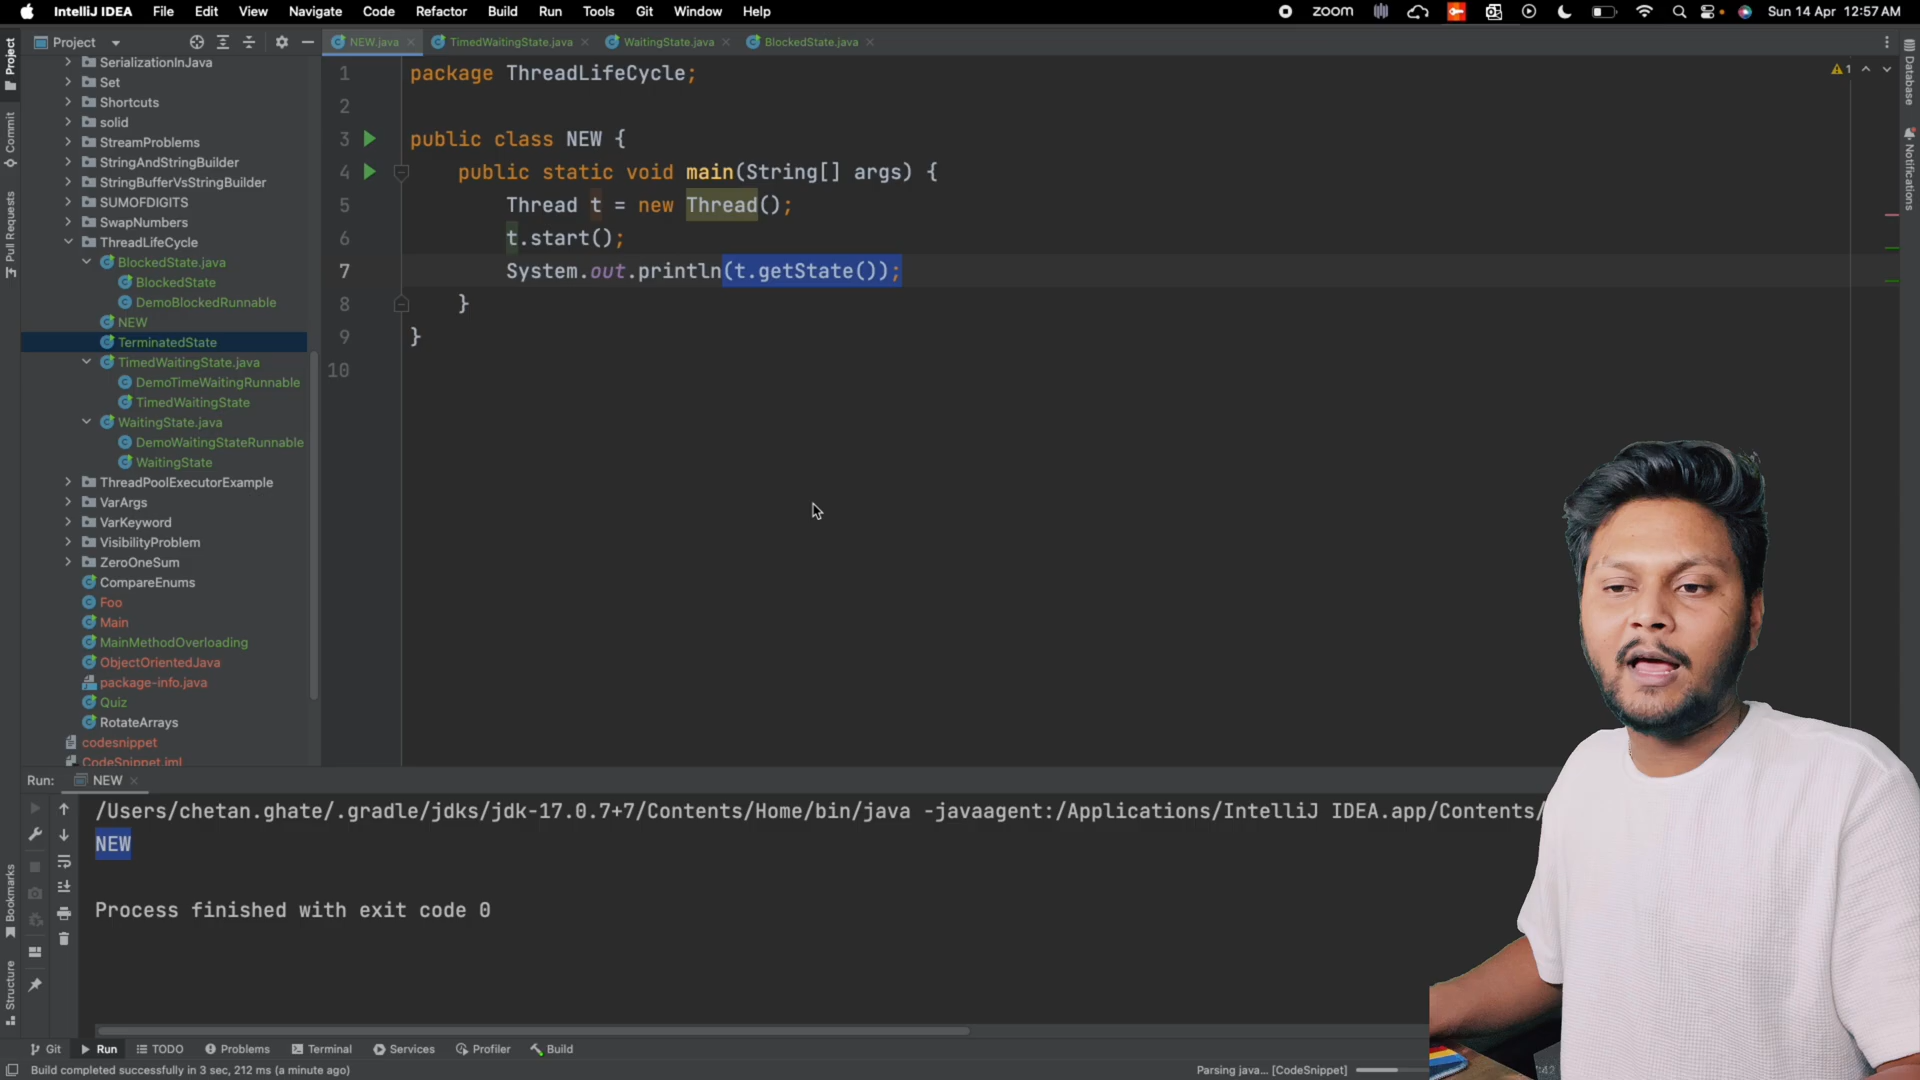 IntelliJ IDEA File Edit View Navigate Code Refactor Build Run Tools Git Window Help
zoom Sun 14 Apr 12:57 AM
Project
NEW.java TimedWaitingState.java WaitingState.java BlockedState.java
Project
Commit
Pull Requests
Bookmarks
Structure
SerializationInJava
Set
Shortcuts
solid
StreamProblems
StringAndStringBuilder
StringBufferVsStringBuilder
SUMOFDIGITS
SwapNumbers
ThreadLifeCycle
BlockedState.java
BlockedState
DemoBlockedRunnable
NEW
TerminatedState
TimedWaitingState.java
DemoTimeWaitingRunnable
TimedWaitingState
WaitingState.java
DemoWaitingStateRunnable
WaitingState
ThreadPoolExecutorExample
VarArgs
VarKeyword
VisibilityProblem
ZeroOneSum
CompareEnums
Foo
Main
MainMethodOverloading
ObjectOrientedJava
package-info.java
Quiz
RotateArrays
codesnippet
CodeSnippet.iml
1 package ThreadLifeCycle;
2
3 public class NEW {
4 public static void main(String[] args) {
5 Thread t = new Thread();
6 t.start();
7 System.out.println(t.getState());
8 }
9 }
10
1
Database
Notifications
Run: NEW
/Users/chetan.ghate/.gradle/jdks/jdk-17.0.7+7/Contents/Home/bin/java -javaagent:/Applications/IntelliJ IDEA.app/Contents/
NEW
Process finished with exit code 0
Git Run TODO Problems Terminal Services Profiler Build
Build completed successfully in 3 sec, 212 ms (a minute ago)
Parsing java... [CodeSnippet]